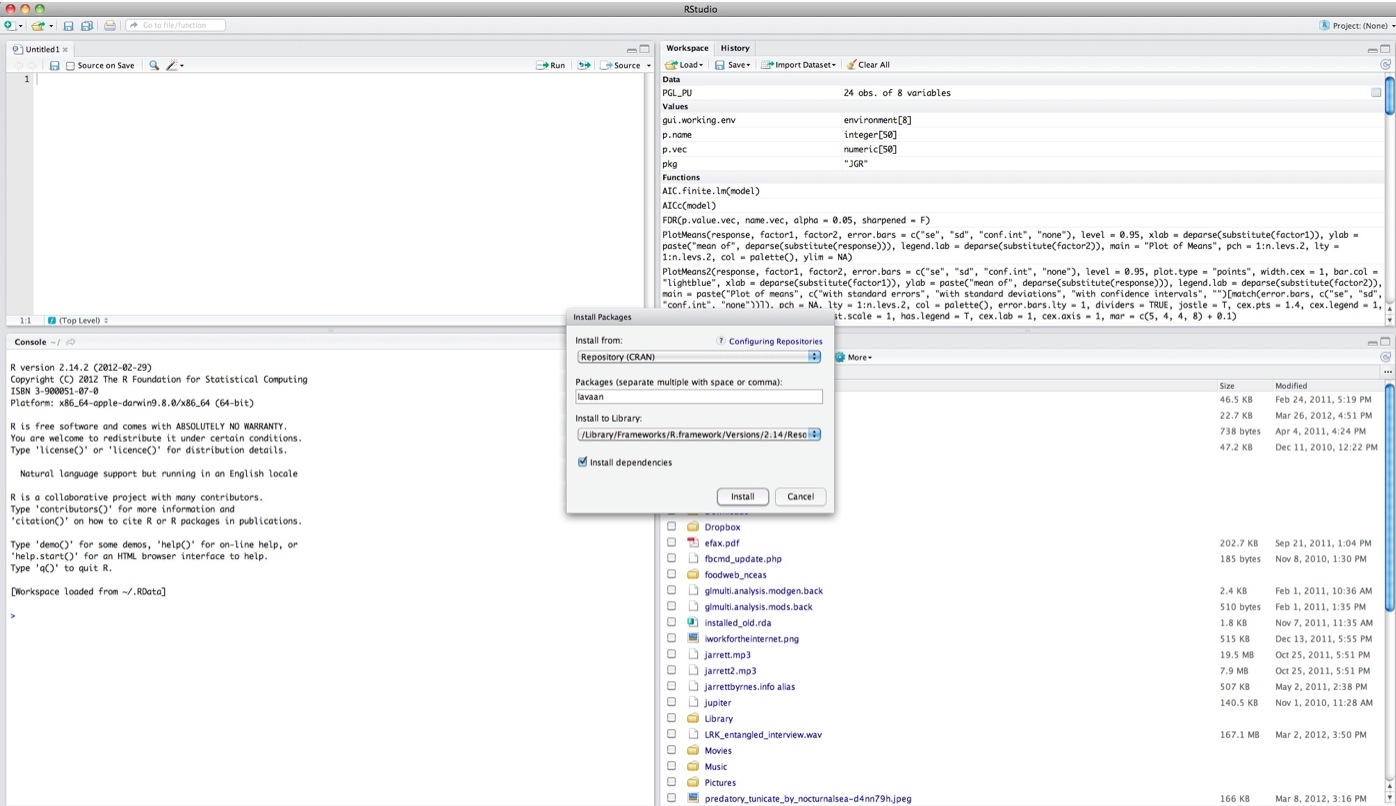 RStudio
Go to file/function
Project: (None)
Untitled1
Source on Save
Run
Source
1
1:1 (Top Level)
Workspace History
Load Save Import Dataset Clear All
Data
PGL_PU 24 obs. of 8 variables
Values
gui.working.env environment[8]
p.name integer[50]
p.vec numeric[50]
pkg "JGR"
Functions
AIC.finite.lm(model)
AICc(model)
FDR(p.value.vec, name.vec, alpha = 0.05, sharpened = F)
PlotMeans(response, factor1, factor2, error.bars = c("se", "sd", "conf.int", "none"), level = 0.95, xlab = deparse(substitute(factor1)), ylab =
paste("mean of", deparse(substitute(response))), legend.lab = deparse(substitute(factor2)), main = "Plot of Means", pch = 1:n.levs.2, lty =
1:n.levs.2, col = palette(), ylim = NA)
PlotMeans2(response, factor1, factor2, error.bars = c("se", "sd", "conf.int", "none"), level = 0.95, plot.type = "points", width.cex = 1, bar.col =
"lightblue", xlab = deparse(substitute(factor1)), ylab = paste("mean of", deparse(substitute(response))), legend.lab = deparse(substitute(factor2)),
main = paste("Plot of means", c("with standard errors", "with standard deviations", "with confidence intervals", "")[match(error.bars, c("se", "sd",
"conf.int", "none"))]), pch = NA, lty = 1:n.levs.2, col = palette(), error.bars.lty = 1, dividers = TRUE, jostle = T, cex.pts = 1.4, cex.legend = 1,
st.scale = 1, has.legend = T, cex.lab = 1, cex.axis = 1, mar = c(5, 4, 4, 8) + 0.1)
Console ~/
R version 2.14.2 (2012-02-29)
Copyright (C) 2012 The R Foundation for Statistical Computing
ISBN 3-900051-07-0
Platform: x86_64-apple-darwin9.8.0/x86_64 (64-bit)
R is free software and comes with ABSOLUTELY NO WARRANTY.
You are welcome to redistribute it under certain conditions.
Type 'license()' or 'licence()' for distribution details.
Natural language support but running in an English locale
R is a collaborative project with many contributors.
Type 'contributors()' for more information and
'citation()' on how to cite R or R packages in publications.
Type 'demo()' for some demos, 'help()' for on-line help, or
'help.start()' for an HTML browser interface to help.
Type 'q()' to quit R.
[Workspace loaded from ~/.RData]
>
Install Packages
Install from: ? Configuring Repositories
Repository (CRAN)
Packages (separate multiple with space or comma):
lavaan
Install to Library:
/Library/Frameworks/R.framework/Versions/2.14/Reso
Install dependencies
Install Cancel
More
Size Modified
46.5 KB Feb 24, 2011, 5:19 PM
22.7 KB Mar 26, 2012, 4:51 PM
738 bytes Apr 4, 2011, 4:24 PM
47.2 KB Dec 11, 2010, 12:22 PM
Dropbox
efax.pdf 202.7 KB Sep 21, 2011, 1:04 PM
fbcmd_update.php 185 bytes Nov 8, 2010, 1:30 PM
foodweb_nceas
glmulti.analysis.modgen.back 2.4 KB Feb 1, 2011, 10:36 AM
glmulti.analysis.mods.back 510 bytes Feb 1, 2011, 1:35 PM
installed_old.rda 1.8 KB Nov 7, 2011, 11:35 AM
iworkfortheinternet.png 515 KB Dec 13, 2011, 5:55 PM
jarrett.mp3 19.5 MB Oct 25, 2011, 5:51 PM
jarrett2.mp3 7.9 MB Oct 25, 2011, 5:51 PM
jarrettbyrnes.info alias 507 KB May 2, 2011, 2:38 PM
jupiter 140.5 KB Nov 1, 2010, 11:28 AM
Library
LRK_entangled_interview.wav 167.1 MB Mar 2, 2012, 3:50 PM
Movies
Music
Pictures
predatory_tunicate_by_nocturnalsea-d4nn79h.jpeg 166 KB Mar 8, 2012, 3:16 PM